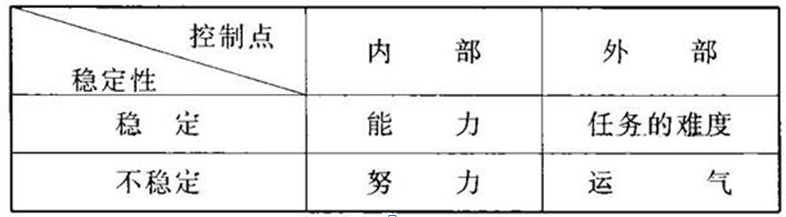 控制点
稳定性
内部 外部
稳定 能力 任务的难度
不稳定 努力 运气